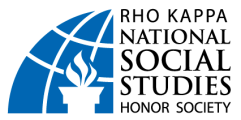 RHO KAPPA
NATIONAL
SOCIAL
STUDIES
HONOR SOCIETY